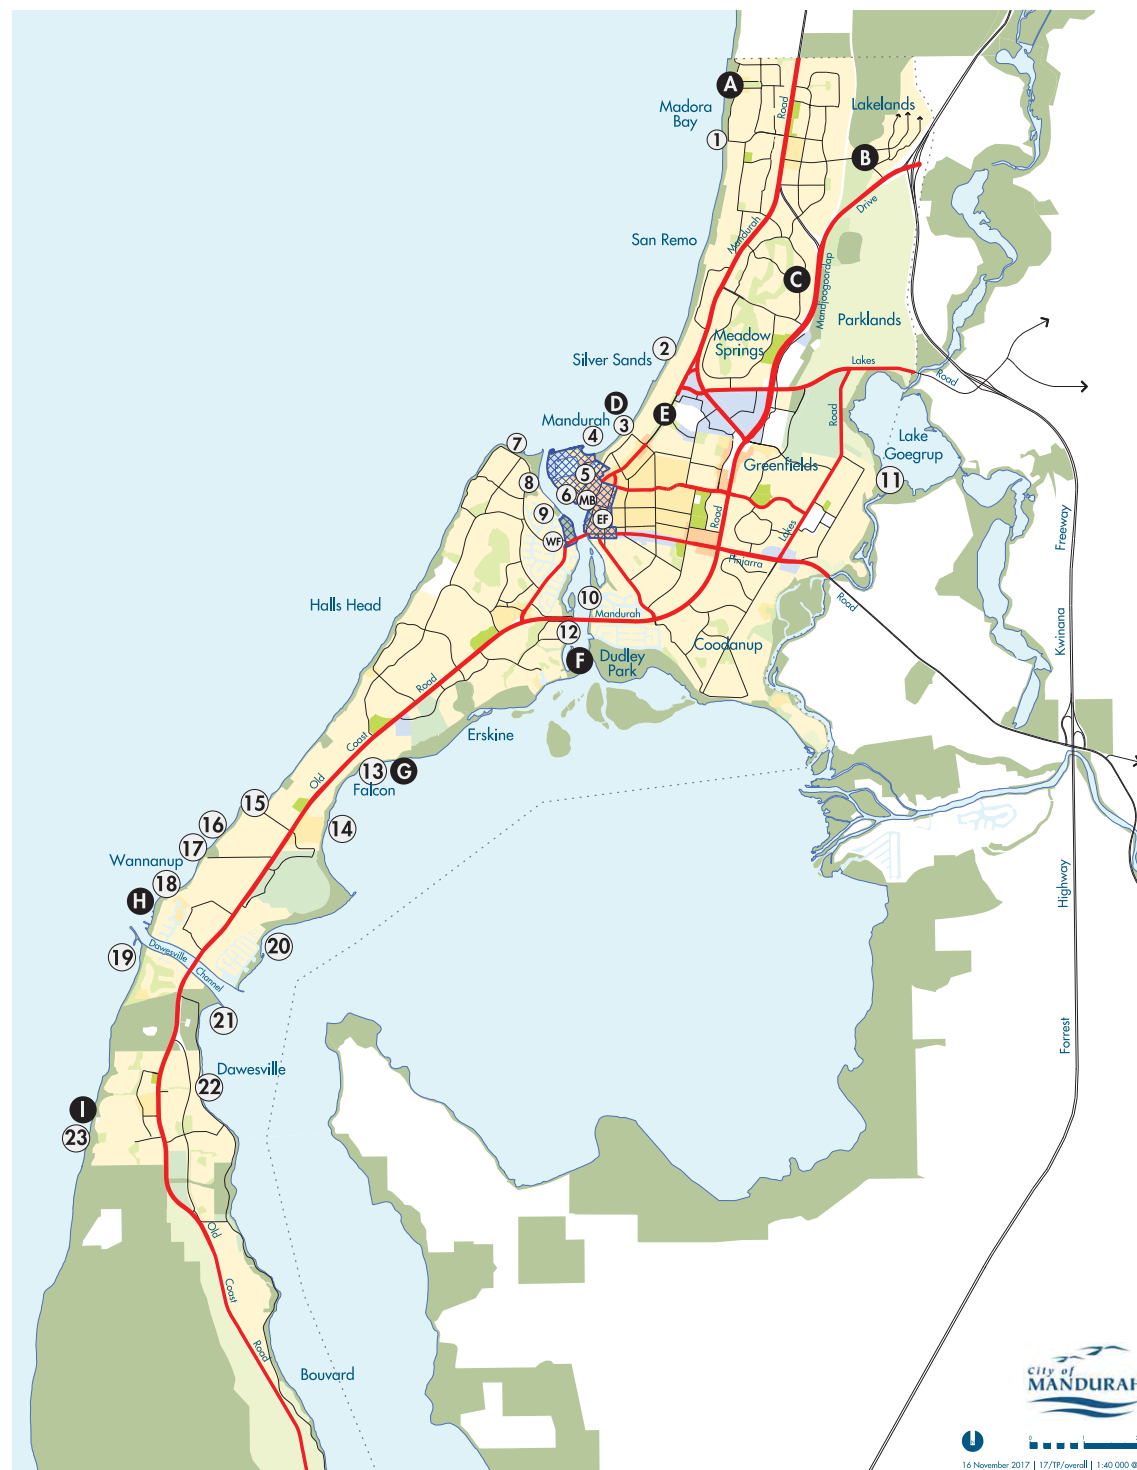 A
Madora
Bay
1
Road
Lakelands
B
Drive
San Remo
Mandurah
C
Mandjoogoordap
Parklands
Meadow
Springs
2
Silver Sands
Lakes
Road
D
Mandurah
3
4
E
Road
Lake
Goegrup
7
Greenfields
5
8
6
MB
11
9
EF
Road
Lakes
Freeway
WF
Pinjarra
Road
10
Halls Head
Mandurah
Kwinana
12
Coodanup
F
Dudley
Park
Road
Erskine
Coast
13
G
Old
Falcon
15
16
14
17
Wannanup
18
H
Highway
Dawesville
Channel
19
20
21
Forrest
Dawesville
22
I
23
Old
Coast
Road
Bouvard
City of
MANDURAH
0
1
16 November 2017 | 17/TP/overall | 1:40 000 @